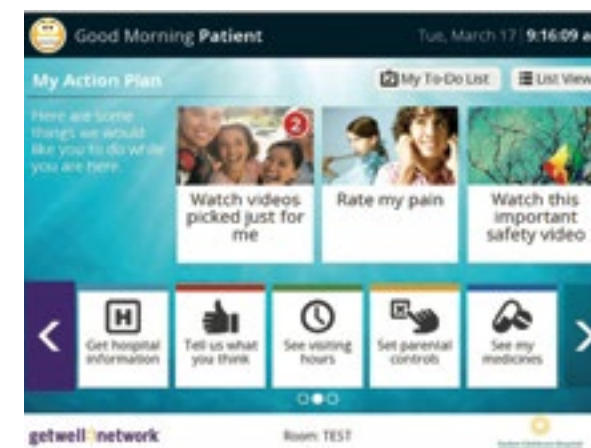 Good Morning Patient
Tue, March 17 9:16:09 a
My Action Plan
My To-Do List
List View
Here are some
things we would
like you to do while
you are here.
2
Watch videos
picked just for
me
Rate my pain
Watch this
important
safety video
Get hospital
information
Tell us what
you think
See visiting
hours
Set parental
controls
See my
medicines
getwell network
Room: TEST